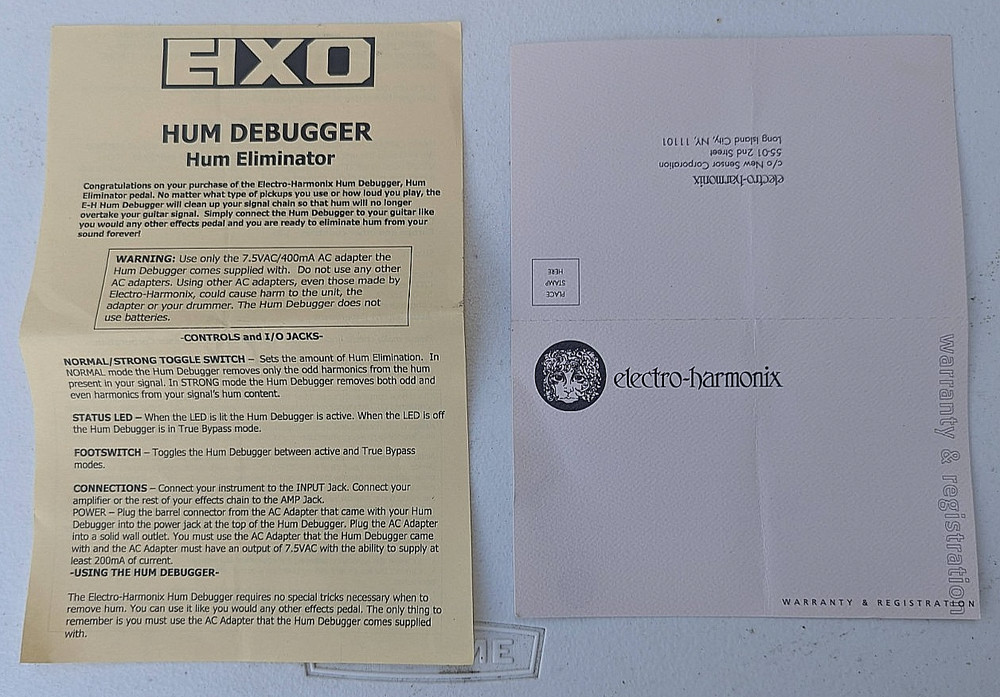 EHXO
HUM DEBUGGER
Hum Eliminator
Congratulations on your purchase of the Electro-Harmonix Hum Debugger, Hum
Eliminator pedal. No matter what type of pickups you use or how loud you play, the
E-H Hum Debugger will clean up your signal chain so that hum will no longer
overtake your guitar signal. Simply connect the Hum Debugger to your guitar like
you would any other effects pedal and you are ready to eliminate hum from your
sound forever!
WARNING: Use only the 7.5VAC/400mA AC adapter the
Hum Debugger comes supplied with. Do not use any other
AC adapters. Using other AC adapters, even those made by
Electro-Harmonix, could cause harm to the unit, the
adapter or your drummer. The Hum Debugger does not
use batteries.
-CONTROLS and I/O JACKS-
NORMAL/STRONG TOGGLE SWITCH – Sets the amount of Hum Elimination. In
NORMAL mode the Hum Debugger removes only the odd harmonics from the hum
present in your signal. In STRONG mode the Hum Debugger removes both odd and
even harmonics from your signal's hum content.
STATUS LED – When the LED is lit the Hum Debugger is active. When the LED is off
the Hum Debugger is in True Bypass mode.
FOOTSWITCH – Toggles the Hum Debugger between active and True Bypass
modes.
CONNECTIONS – Connect your instrument to the INPUT Jack. Connect your
amplifier or the rest of your effects chain to the AMP Jack.
POWER – Plug the barrel connector from the AC Adapter that came with your Hum
Debugger into the power jack at the top of the Hum Debugger. Plug the AC Adapter
into a solid wall outlet. You must use the AC Adapter that the Hum Debugger came
with and the AC Adapter must have an output of 7.5VAC with the ability to supply at
least 200mA of current.
-USING THE HUM DEBUGGER-
The Electro-Harmonix Hum Debugger requires no special tricks necessary when to
remove hum. You can use it like you would any other effects pedal. The only thing to
remember is you must use the AC Adapter that the Hum Debugger comes supplied
with.
electro-harmonix
c/o New Sensor Corporation
55-01 2nd Street
Long Island City, NY, 11101
PLACE
STAMP
HERE
electro-harmonix
warranty & registration
WARRANTY & REGISTRATION